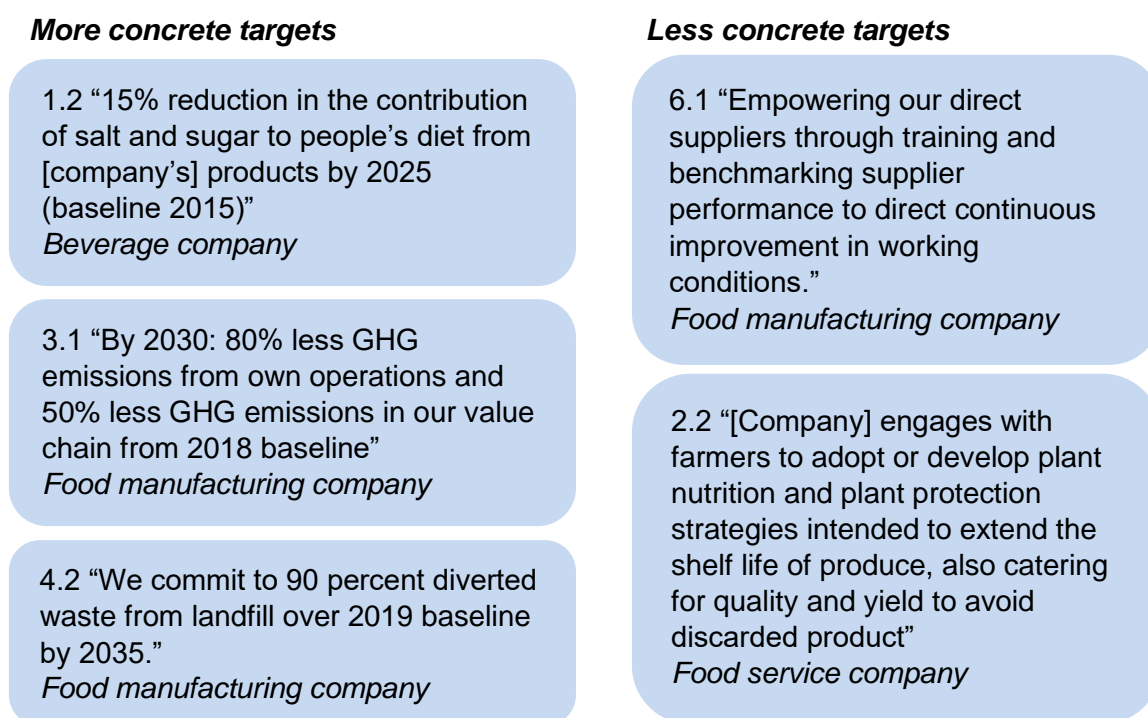 More concrete targets
1.2 “15% reduction in the contribution
of salt and sugar to people’s diet from
[company’s] products by 2025
(baseline 2015)”
Beverage company
3.1 “By 2030: 80% less GHG
emissions from own operations and
50% less GHG emissions in our value
chain from 2018 baseline”
Food manufacturing company
4.2 “We commit to 90 percent diverted
waste from landfill over 2019 baseline
by 2035.”
Food manufacturing company
Less concrete targets
6.1 “Empowering our direct
suppliers through training and
benchmarking supplier
performance to direct continuous
improvement in working
conditions.”
Food manufacturing company
2.2 “[Company] engages with
farmers to adopt or develop plant
nutrition and plant protection
strategies intended to extend the
shelf life of produce, also catering
for quality and yield to avoid
discarded product”
Food service company